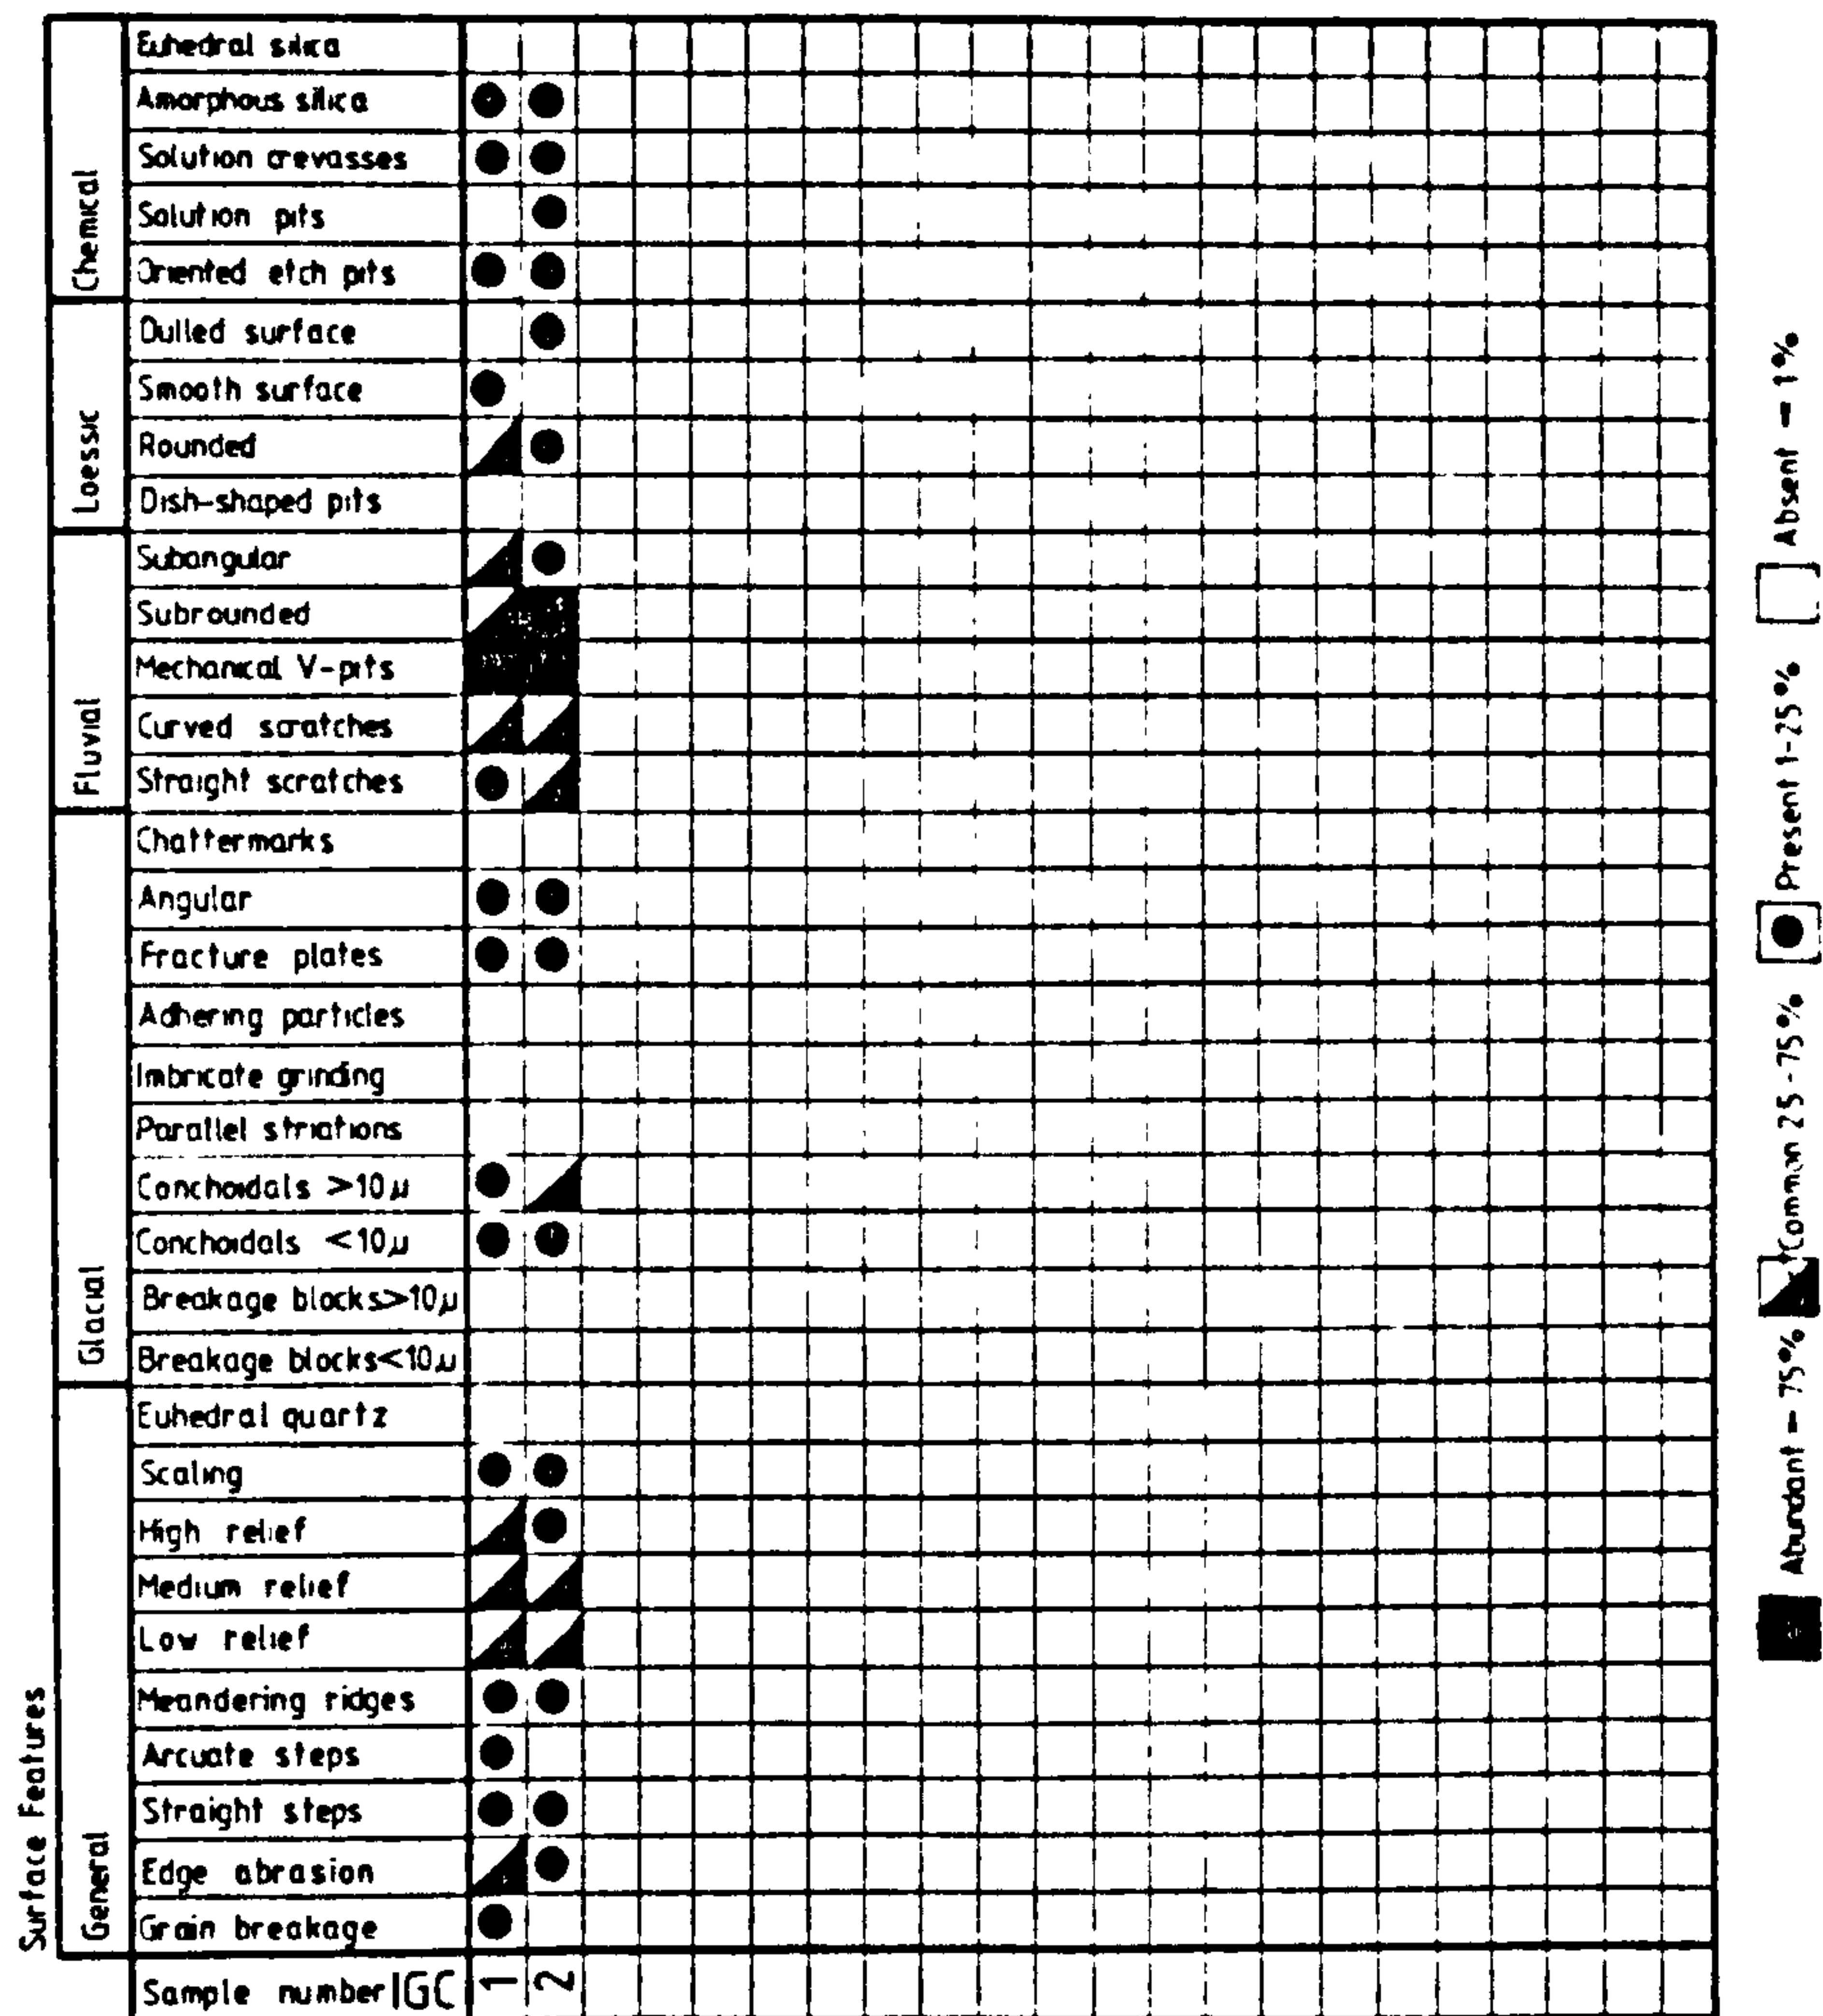 Chemical
Euhedral silica
Amorphous silica
Solution crevasses
Solution pits
Oriented etch pits
Loessic
Dulled surface
Smooth surface
Rounded
Dish-shaped pits
Fluvial
Subangular
Subrounded
Mechanical V-pits
Curved scratches
Straight scratches
Glacial
Chattermarks
Angular
Fracture plates
Adhering particles
Imbricate grinding
Parallel striations
Conchoidals >10μ
Conchoidals <10μ
Breakage blocks>10μ
Breakage blocks<10μ
Surface Features
General
Euhedral quartz
Scaling
High relief
Medium relief
Low relief
Meandering ridges
Arcuate steps
Straight steps
Edge abrasion
Grain breakage
Sample number IGC 1 2
Abundant = 75% Common 25-75% Present 1-25% Absent = 1%